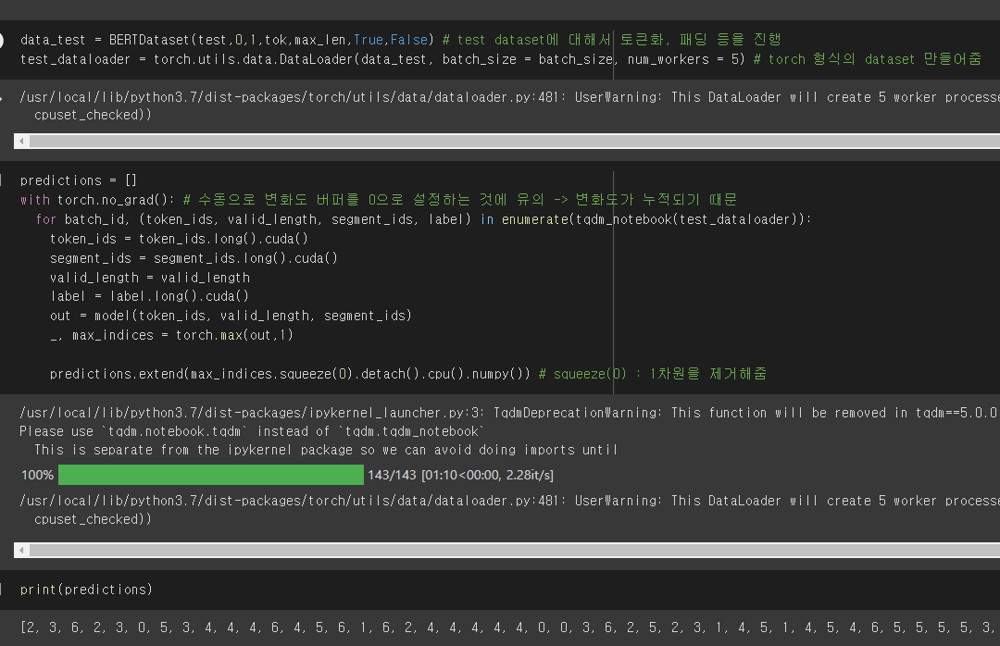 data_test = BERTDataset(test,0,1,tok,max_len,True,False) # test dataset에 대해서 토큰화, 패딩 등을 진행
test_dataloader = torch.utils.data.DataLoader(data_test, batch_size = batch_size, num_workers = 5) # torch 형식의 dataset 만들어줌
/usr/local/lib/python3.7/dist-packages/torch/utils/data/dataloader.py:481: UserWarning: This DataLoader will create 5 worker processe
cpuset_checked))
predictions = []
with torch.no_grad(): # 수동으로 변화도 버퍼를 0으로 설정하는 것에 유의 -> 변화도가 누적되기 때문
for batch_id, (token_ids, valid_length, segment_ids, label) in enumerate(tqdm_notebook(test_dataloader)):
token_ids = token_ids.long().cuda()
segment_ids = segment_ids.long().cuda()
valid_length = valid_length
label = label.long().cuda()
out = model(token_ids, valid_length, segment_ids)
_, max_indices = torch.max(out,1)
predictions.extend(max_indices.squeeze(0).detach().cpu().numpy()) # squeeze(0) : 1차원을 제거해줌
/usr/local/lib/python3.7/dist-packages/ipykernel_launcher.py:3: TqdmDeprecationWarning: This function will be removed in tqdm==5.0.0
Please use `tqdm.notebook.tqdm` instead of `tqdm.tqdm_notebook`
This is separate from the ipykernel package so we can avoid doing imports until
100% 143/143 [01:10<00:00, 2.28it/s]
/usr/local/lib/python3.7/dist-packages/torch/utils/data/dataloader.py:481: UserWarning: This DataLoader will create 5 worker processe
cpuset_checked))
print(predictions)
[2, 3, 6, 2, 3, 0, 5, 3, 4, 4, 4, 6, 4, 5, 6, 1, 6, 2, 4, 4, 4, 4, 4, 0, 0, 3, 6, 2, 5, 2, 3, 1, 4, 5, 1, 4, 5, 4, 6, 5, 5, 5, 5, 3,